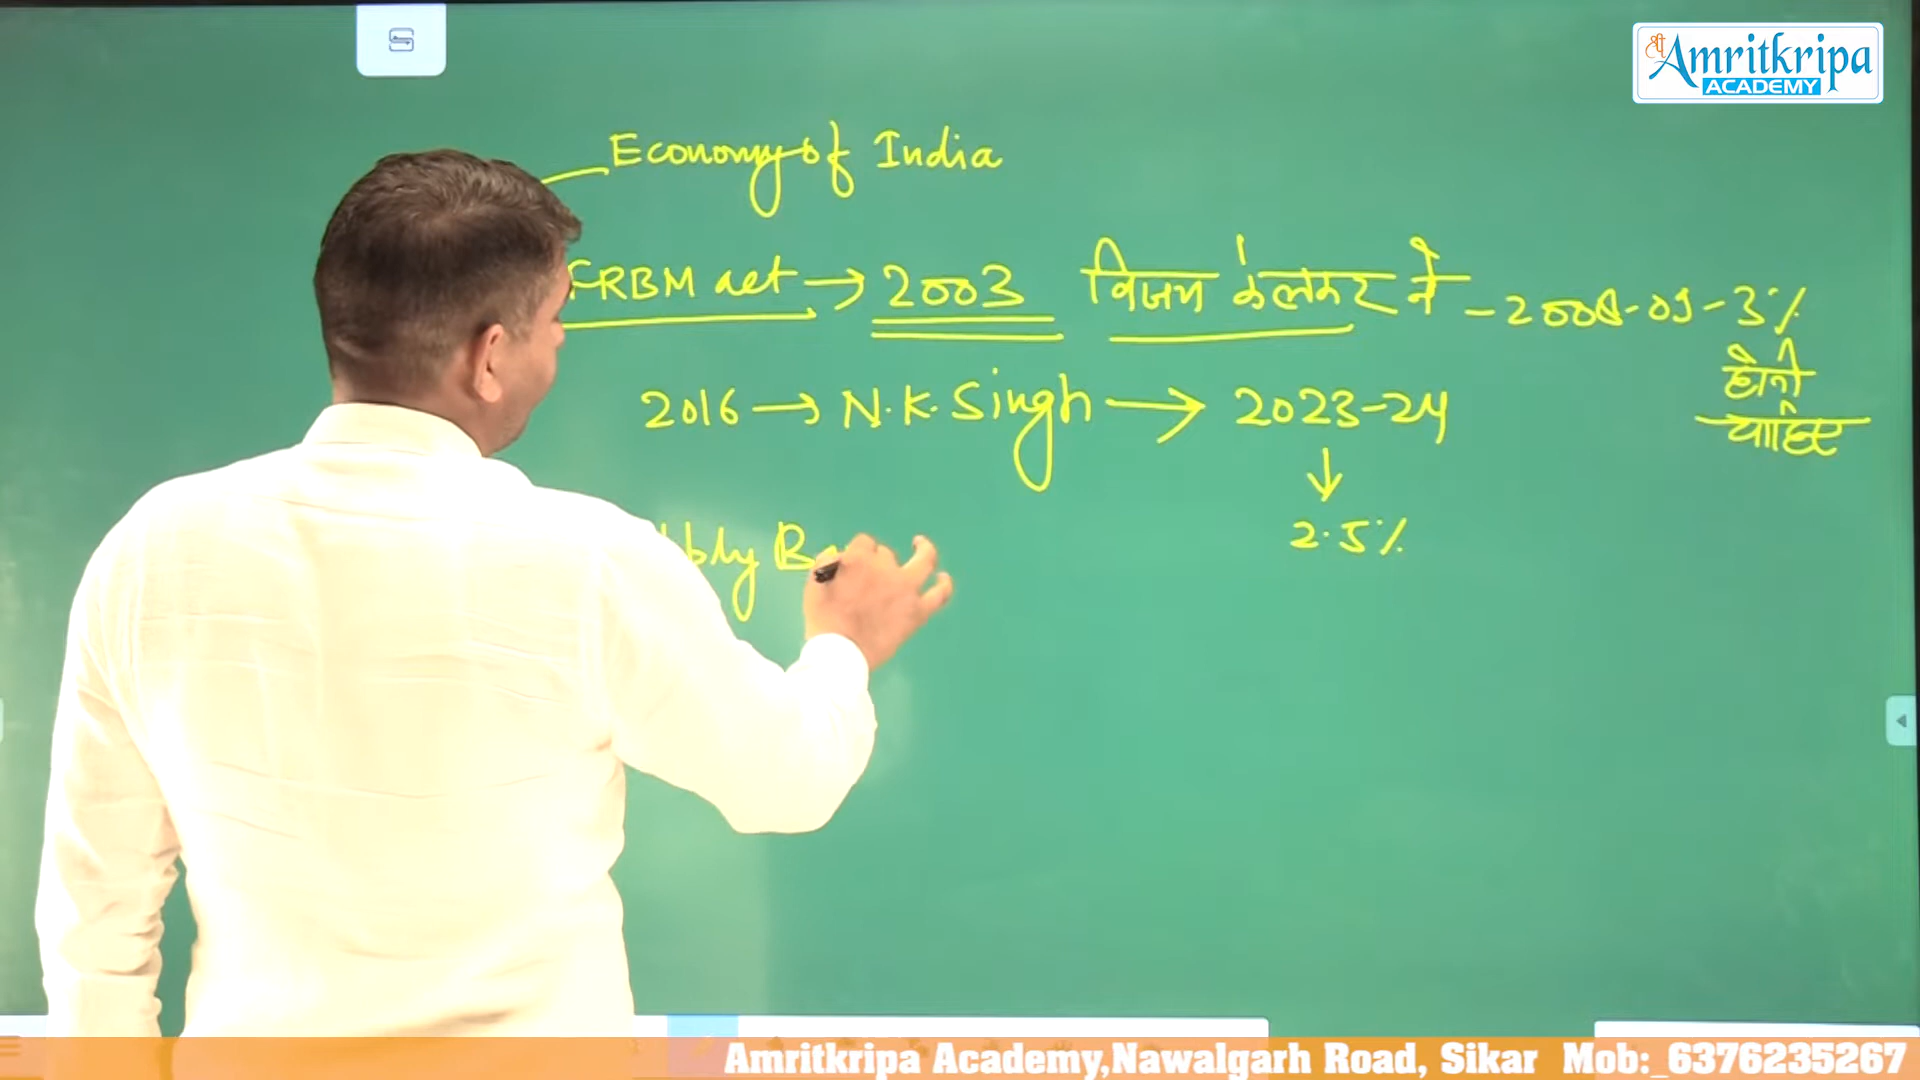 श्री Amritkripa
ACADEMY
Economy of India
FRBM act → 2003 विजय केलकर ने - 2008-09 - 3%
होनी
चाहिए
2016 → N.K. Singh → 2023-24
↓
2.5%
Amritkripa Academy,Nawalgarh Road, Sikar Mob:_6376235267